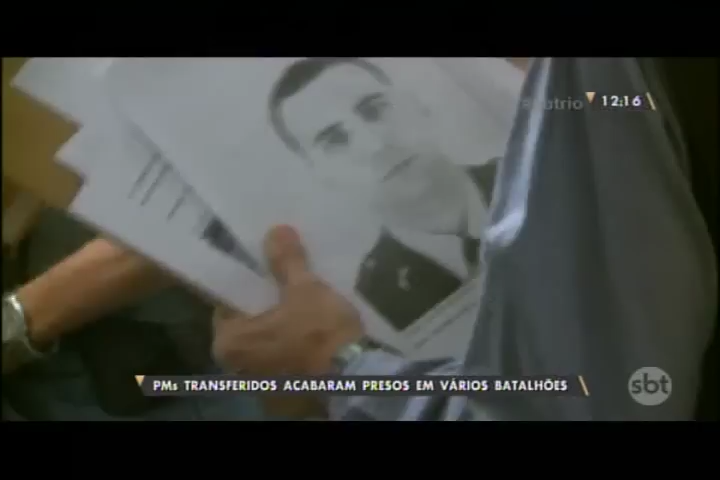 12:16
PMs TRANSFERIDOS ACABARAM PRESOS EM VÁRIOS BATALHÕES
sbt